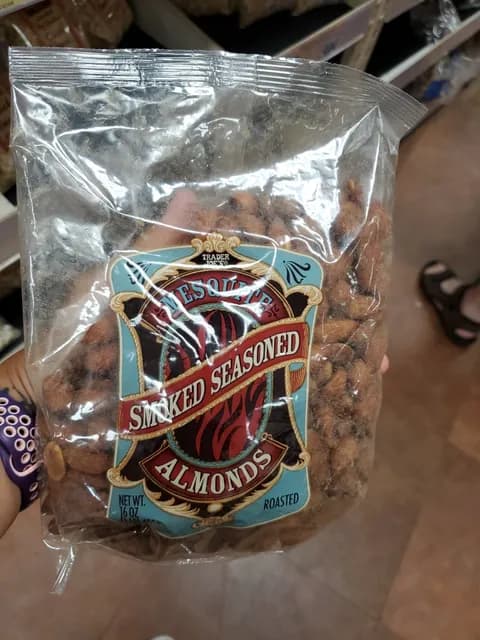 TRADER
JOE'S
MESQUITE
SMOKED SEASONED
ALMONDS
NET WT.
16 OZ
ROASTED